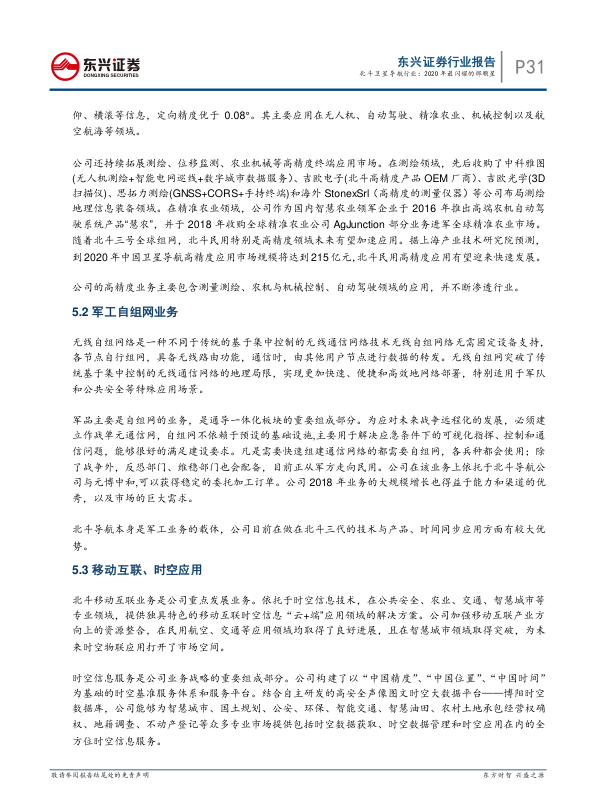 东兴证券
DONGXING SECURITIES
东兴证券行业报告
北斗卫星导航行业：2020 年最闪耀的那颗星
P31
仰、横滚等信息，定向精度优于 0.08°。其主要应用在无人机、自动驾驶、精准农业、机械控制以及航
空航海等领域。
公司还持续拓展测绘、位移监测、农业机械等高精度终端应用市场。在测绘领域，先后收购了中科雅图
(无人机测绘+智能电网巡线+数字城市数据服务)、吉欧电子(北斗高精度产品 OEM 厂商)、吉欧光学(3D
扫描仪)、思拓力测绘(GNSS+CORS+手持终端)和海外 StonexSrl（高精度的测量仪器）等公司布局测绘
地理信息装备领域。在精准农业领域，公司作为国内智慧农业领军企业于 2016 年推出高端农机自动驾
驶系统产品“慧农”，并于 2018 年收购全球精准农业公司 AgJunction 部分业务进军全球精准农业市场。
随着北斗三号全球组网，北斗民用特别是高精度领域未来有望加速应用。据上海产业技术研究院预测，
到 2020 年中国卫星导航高精度应用市场规模将达到 215 亿元,北斗民用高精度应用有望迎来快速发展。
公司的高精度业务主要包含测量测绘、农机与机械控制、自动驾驶领域的应用，并不断渗透行业。
5.2 军工自组网业务
无线自组网络是一种不同于传统的基于集中控制的无线通信网络技术无线自组网络无需固定设备支持，
各节点自行组网，具备无线路由功能，通信时，由其他用户节点进行数据的转发。无线自组网突破了传
统基于集中控制的无线通信网络的地理局限，实现更加快速、便捷和高效地网络部署，特别适用于军队
和公共安全等特殊应用场景。
军品主要是自组网的业务，是通导一体化板块的重要组成部分。为应对未来战争远程化的发展，必须建
立作战单元通信网，自组网不依赖于预设的基础设施,主要用于解决应急条件下的可视化指挥、控制和通
信问题，能够很好的满足建设要求。凡是需要快速组建通信网络的都需要自组网，各兵种都会使用；除
了战争外，反恐部门、维稳部门也会配备，目前正从军方走向民用。公司在该业务上依托于北斗导航公
司与元博中和,可以获得稳定的委托加工订单。公司 2018 年业务的大规模增长也得益于能力和渠道的优
秀，以及市场的巨大需求。
北斗导航本身是军工业务的载体，公司目前在做在北斗三代的技术与产品、时间同步应用方面有较大优
势。
5.3 移动互联、时空应用
北斗移动互联业务是公司重点发展业务。依托于时空信息技术，在公共安全、农业、交通、智慧城市等
专业领域，提供独具特色的移动互联时空信息“云+端”应用领域的解决方案。公司加强移动互联产业方
向上的资源整合，在民用航空、交通等应用领域均取得了良好进展，且在智慧城市领域取得突破，为未
来时空物联应用打开了市场空间。
时空信息服务是公司业务战略的重要组成部分。公司构建了以“中国精度”、“中国位置”、“中国时间”
为基础的时空基准服务体系和服务平台。结合自主研发的高安全声像图文时空大数据平台——博阳时空
数据库，公司能够为智慧城市、国土规划、公安、环保、智能交通、智慧油田、农村土地承包经营权确
权、地籍调查、不动产登记等众多专业市场提供包括时空数据获取、时空数据管理和时空应用在内的全
方位时空信息服务。
敬请参阅报告结尾处的免责声明
东方财智 兴盛之源